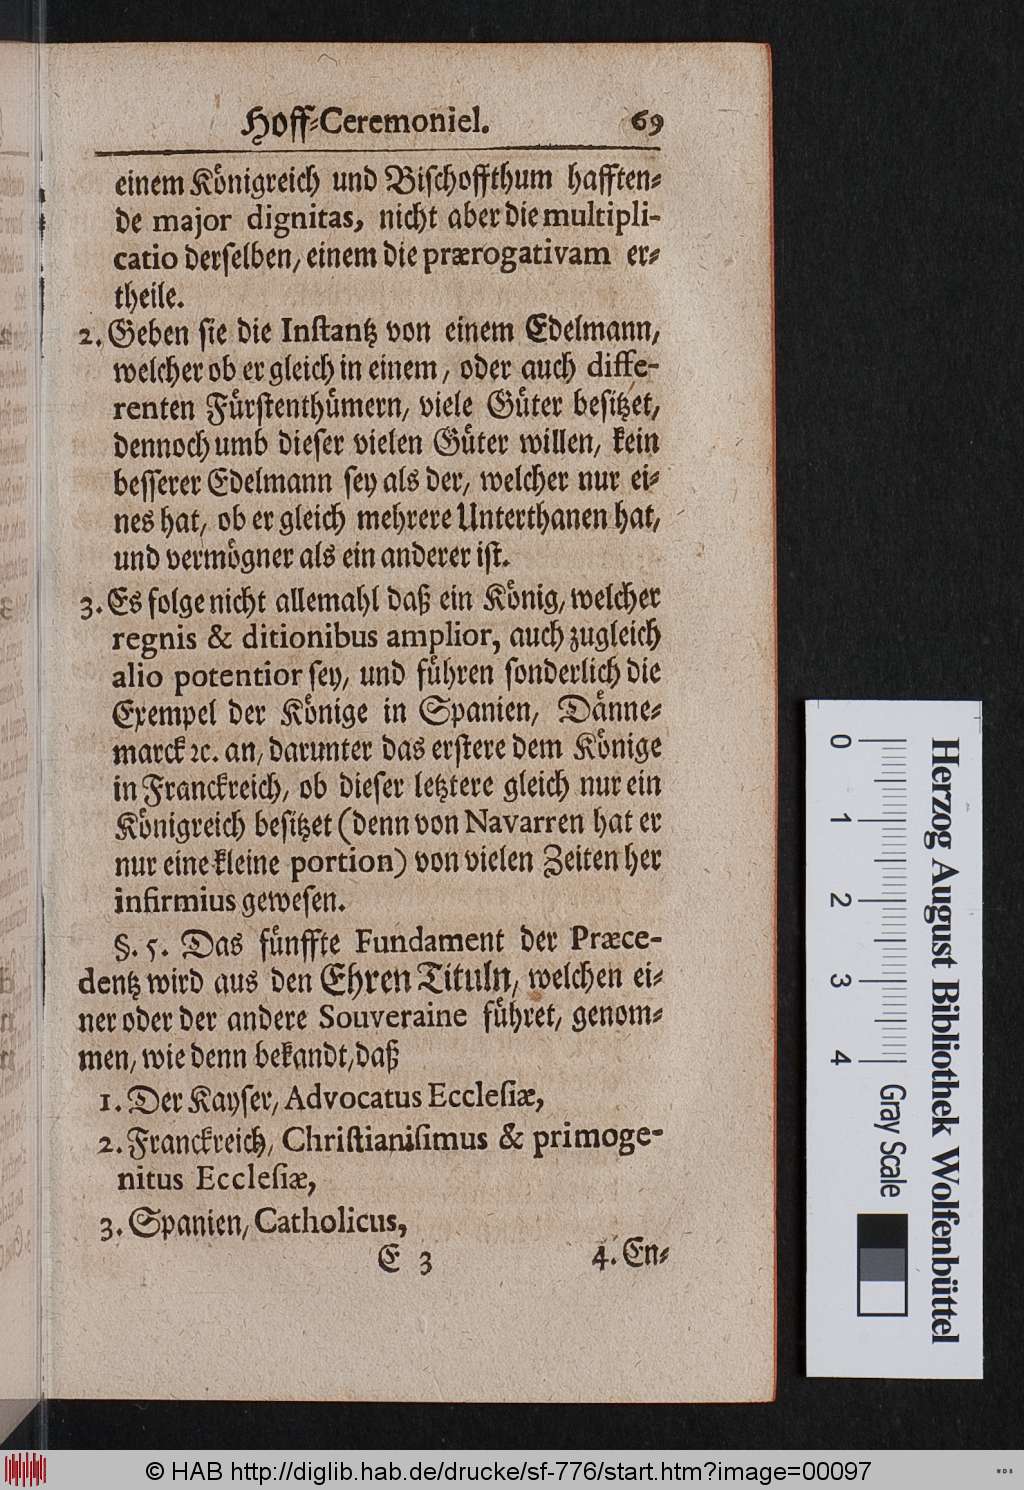 Hoff-Ceremoniel. 69
einem Königreich und Bischoffthum hafften-
de major dignitas, nicht aber die multipli-
catio derselben, einem die prærogativam er-
theile.
2. Geben sie die Instantz von einem Edelmann,
welcher ob er gleich in einem, oder auch diffe-
renten Fürstenthümern, viele Güter besitzet,
dennoch umb dieser vielen Güter willen, kein
besserer Edelmann sey als der, welcher nur ei-
nes hat, ob er gleich mehrere Unterthanen hat,
und vermögner als ein anderer ist.
3. Es folge nicht allemahl daß ein König, welcher
regnis & ditionibus amplior, auch zugleich
alio potentior sey, und führen sonderlich die
Exempel der Könige in Spanien, Dänne-
marck ꝛc. an, darunter das erstere dem Könige
in Franckreich, ob dieser letztere gleich nur ein
Königreich besitzet (denn von Navarren hat er
nur eine kleine portion) von vielen Zeiten her
infirmius gewesen.
§. 5. Das fünffte Fundament der Præce-
dentz wird aus den Ehren Tituln, welchen ei-
ner oder der andere Souveraine führet, genom-
men, wie denn bekandt, daß
1. Der Kayser, Advocatus Ecclesiæ,
2. Franckreich, Christianisimus & primoge-
nitus Ecclesiæ,
3. Spanien, Catholicus,
E 3 4. En-
Herzog August Bibliothek Wolfenbüttel
0 1 2 3 4 Gray Scale
© HAB http://diglib.hab.de/drucke/sf-776/start.htm?image=00097